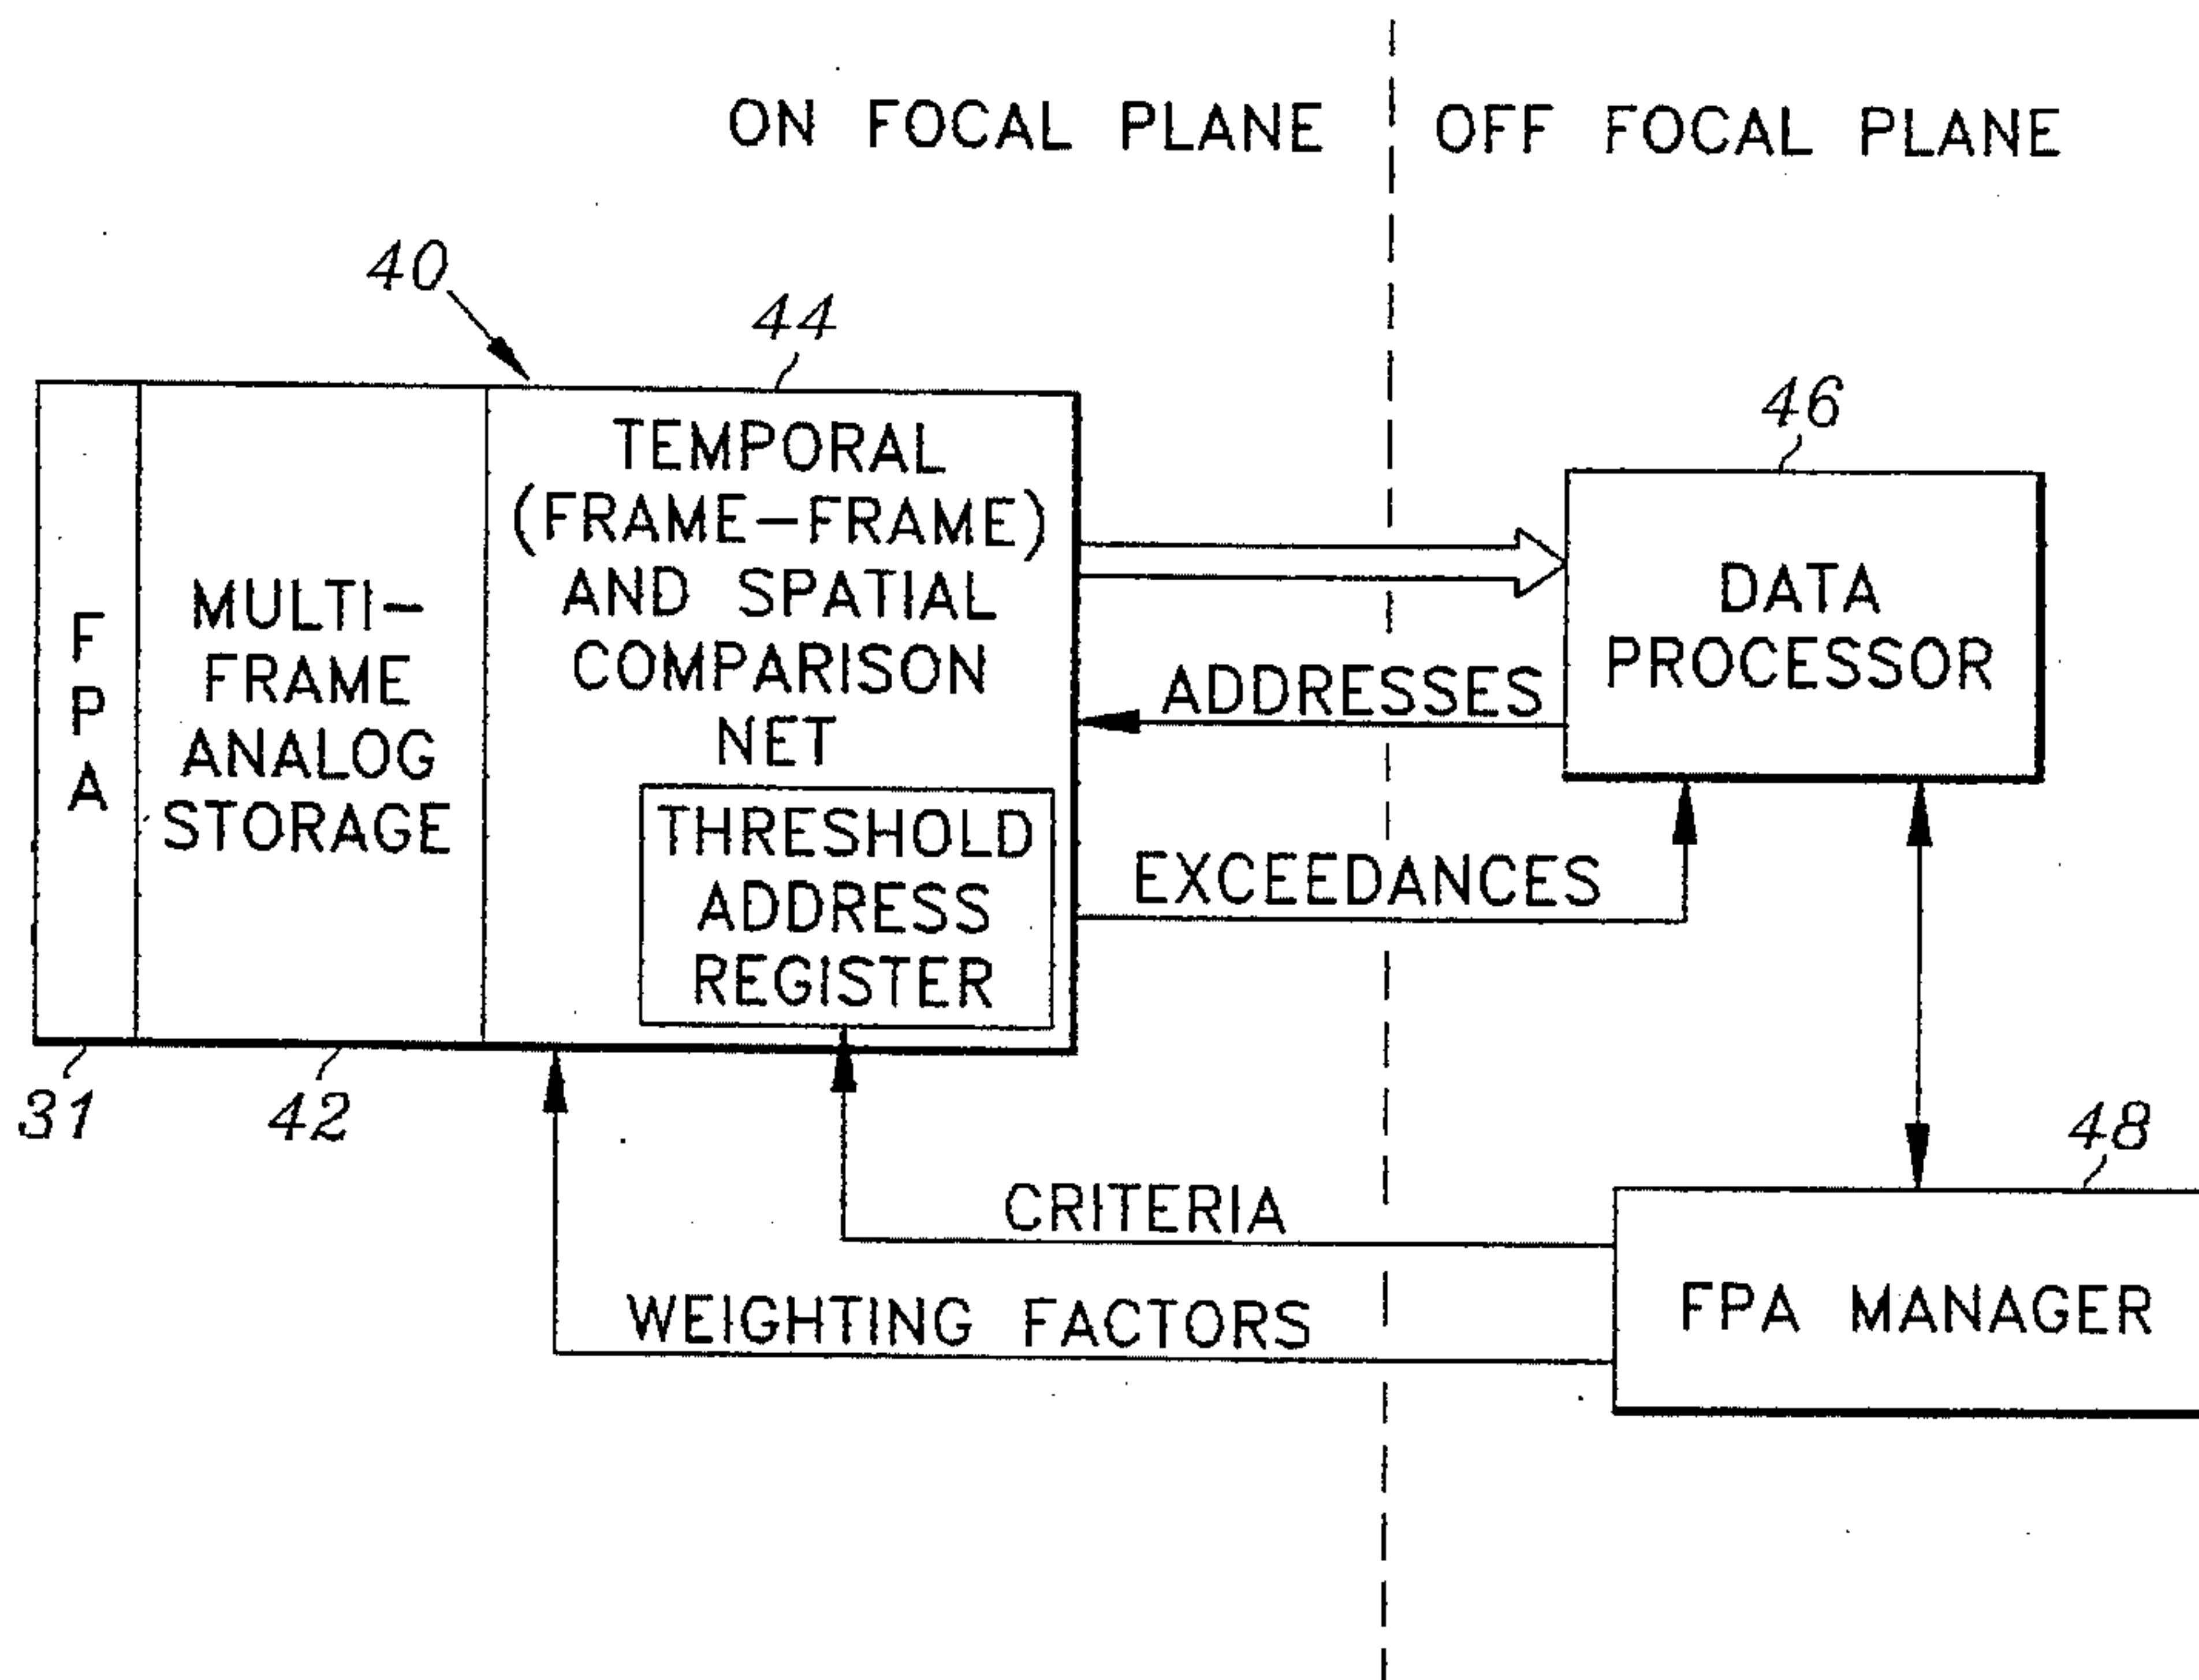 ON FOCAL PLANE
OFF FOCAL PLANE
40
44
46
FPA
MULTI-
FRAME
ANALOG
STORAGE
TEMPORAL
(FRAME-FRAME)
AND SPATIAL
COMPARISON
NET
THRESHOLD
ADDRESS
REGISTER
DATA
PROCESSOR
ADDRESSES
EXCEEDANCES
31
42
48
CRITERIA
WEIGHTING FACTORS
FPA MANAGER